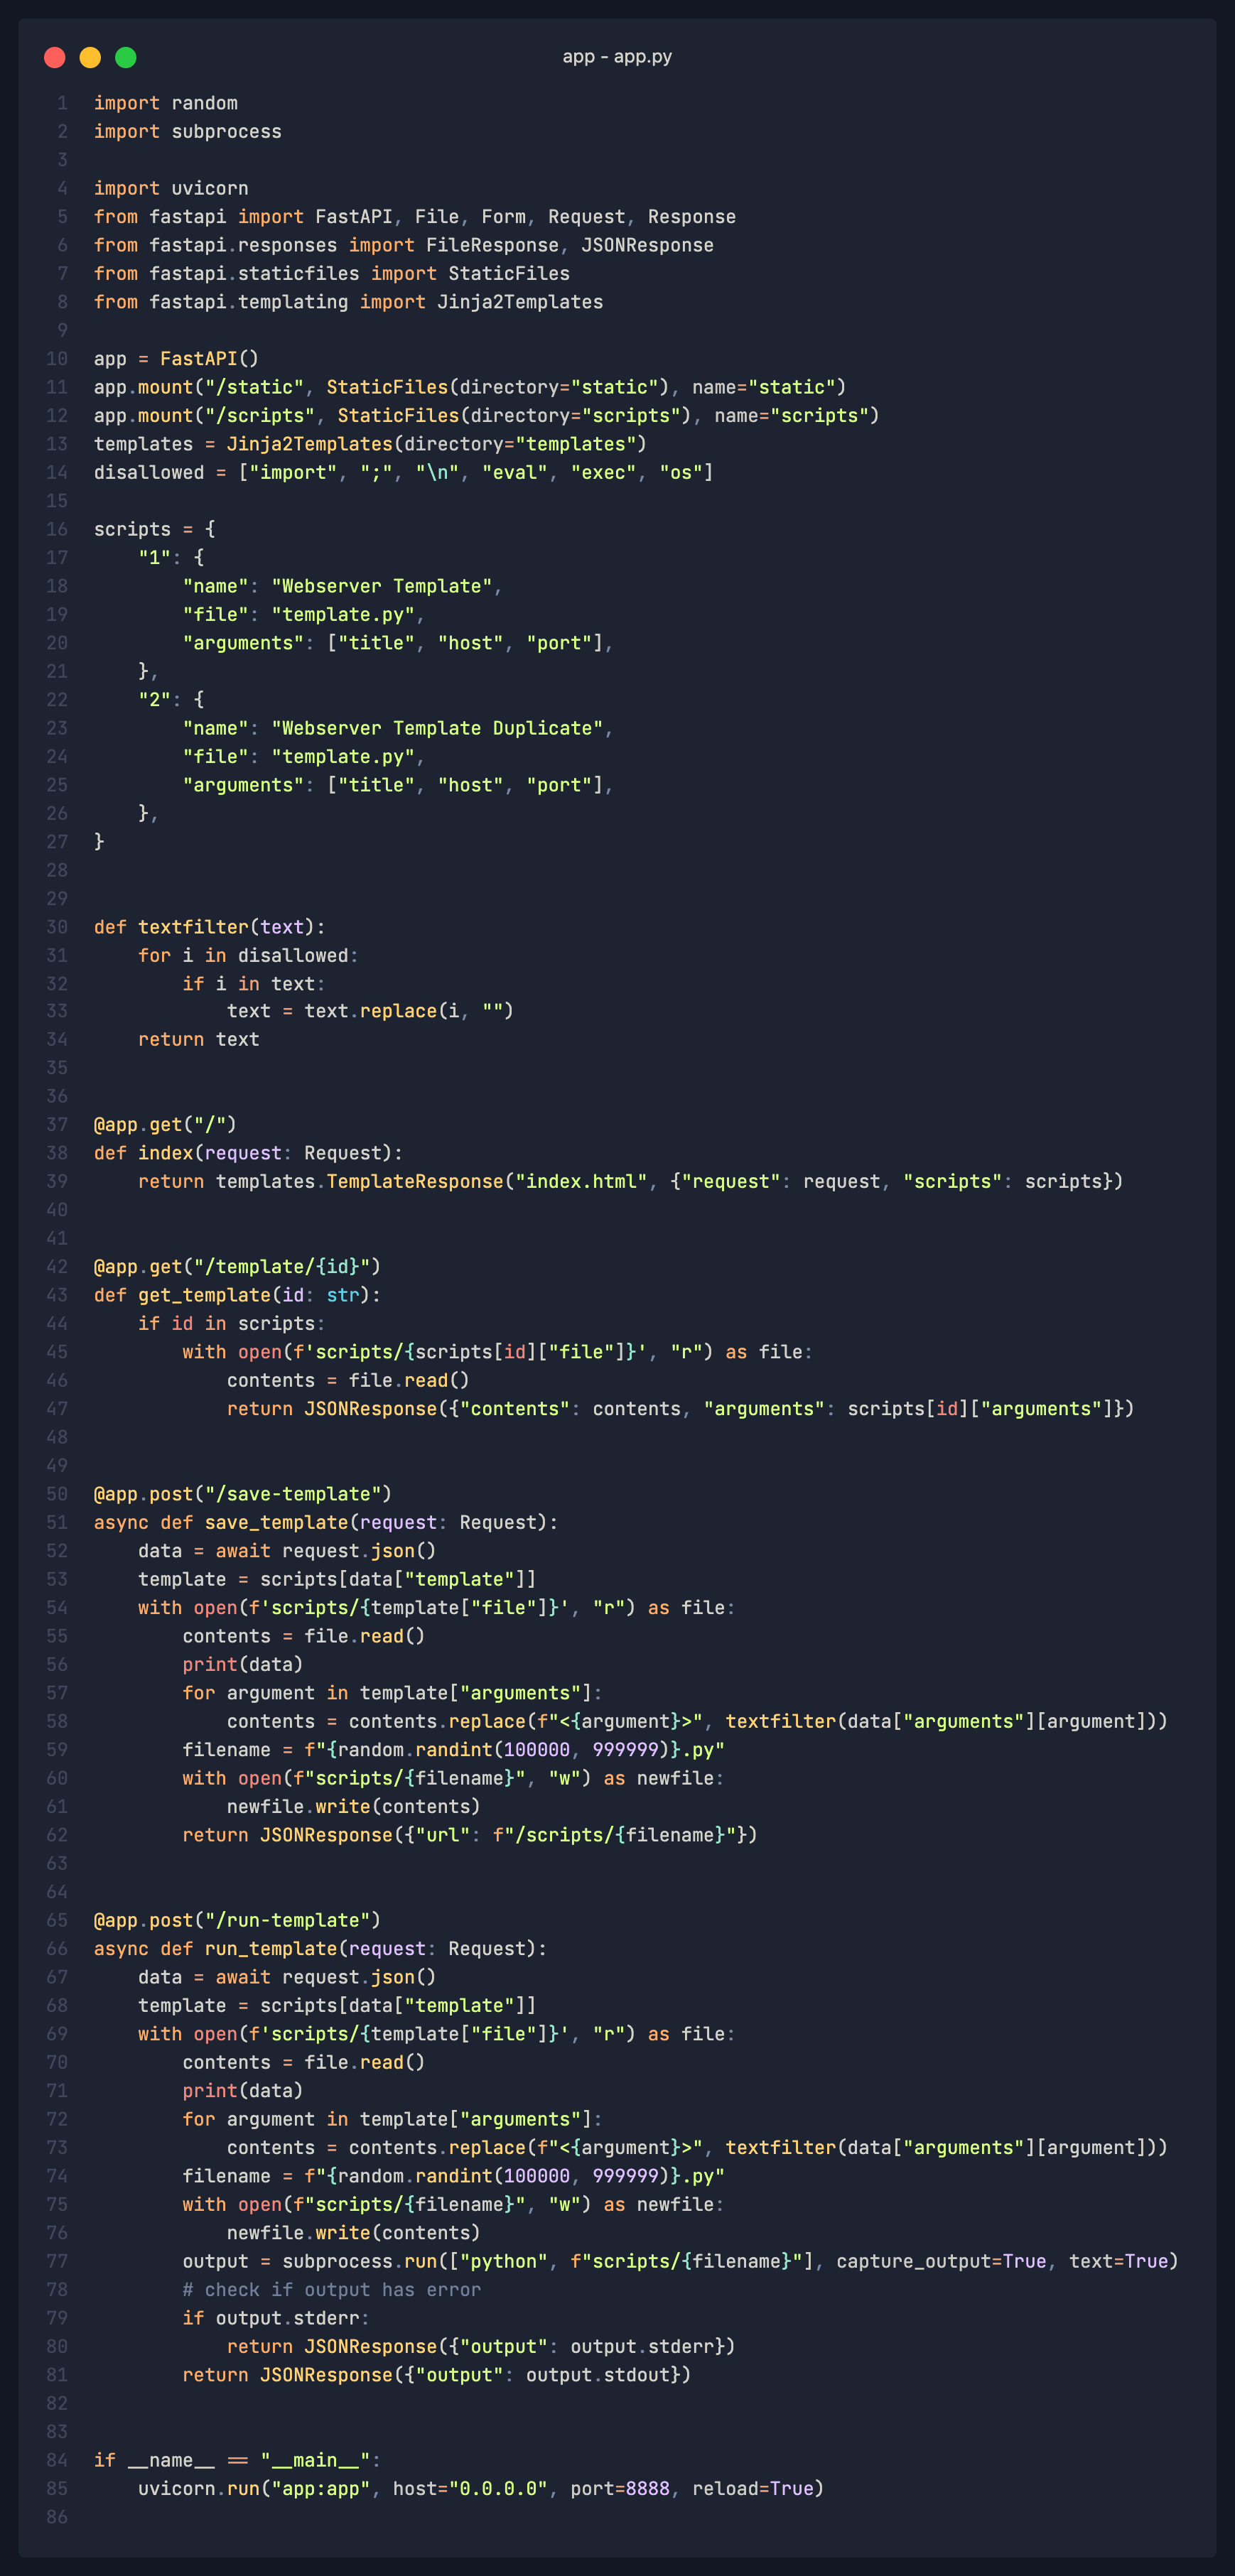 app - app.py
1 import random
2 import subprocess
3
4 import uvicorn
5 from fastapi import FastAPI, File, Form, Request, Response
6 from fastapi.responses import FileResponse, JSONResponse
7 from fastapi.staticfiles import StaticFiles
8 from fastapi.templating import Jinja2Templates
9
10 app = FastAPI()
11 app.mount("/static", StaticFiles(directory="static"), name="static")
12 app.mount("/scripts", StaticFiles(directory="scripts"), name="scripts")
13 templates = Jinja2Templates(directory="templates")
14 disallowed = ["import", ";", "\n", "eval", "exec", "os"]
15
16 scripts = {
17     "1": {
18         "name": "Webserver Template",
19         "file": "template.py",
20         "arguments": ["title", "host", "port"],
21     },
22     "2": {
23         "name": "Webserver Template Duplicate",
24         "file": "template.py",
25         "arguments": ["title", "host", "port"],
26     },
27 }
28
29
30 def textfilter(text):
31     for i in disallowed:
32         if i in text:
33             text = text.replace(i, "")
34     return text
35
36
37 @app.get("/")
38 def index(request: Request):
39     return templates.TemplateResponse("index.html", {"request": request, "scripts": scripts})
40
41
42 @app.get("/template/{id}")
43 def get_template(id: str):
44     if id in scripts:
45         with open(f'scripts/{scripts[id]["file"]}', "r") as file:
46             contents = file.read()
47             return JSONResponse({"contents": contents, "arguments": scripts[id]["arguments"]})
48
49
50 @app.post("/save-template")
51 async def save_template(request: Request):
52     data = await request.json()
53     template = scripts[data["template"]]
54     with open(f'scripts/{template["file"]}', "r") as file:
55         contents = file.read()
56         print(data)
57         for argument in template["arguments"]:
58             contents = contents.replace(f"<{argument}>", textfilter(data["arguments"][argument]))
59         filename = f"{random.randint(100000, 999999)}.py"
60         with open(f"scripts/{filename}", "w") as newfile:
61             newfile.write(contents)
62         return JSONResponse({"url": f"/scripts/{filename}"})
63
64
65 @app.post("/run-template")
66 async def run_template(request: Request):
67     data = await request.json()
68     template = scripts[data["template"]]
69     with open(f'scripts/{template["file"]}', "r") as file:
70         contents = file.read()
71         print(data)
72         for argument in template["arguments"]:
73             contents = contents.replace(f"<{argument}>", textfilter(data["arguments"][argument]))
74         filename = f"{random.randint(100000, 999999)}.py"
75         with open(f"scripts/{filename}", "w") as newfile:
76             newfile.write(contents)
77         output = subprocess.run(["python", f"scripts/{filename}"], capture_output=True, text=True)
78         # check if output has error
79         if output.stderr:
80             return JSONResponse({"output": output.stderr})
81         return JSONResponse({"output": output.stdout})
82
83
84 if __name__ == "__main__":
85     uvicorn.run("app:app", host="0.0.0.0", port=8888, reload=True)
86